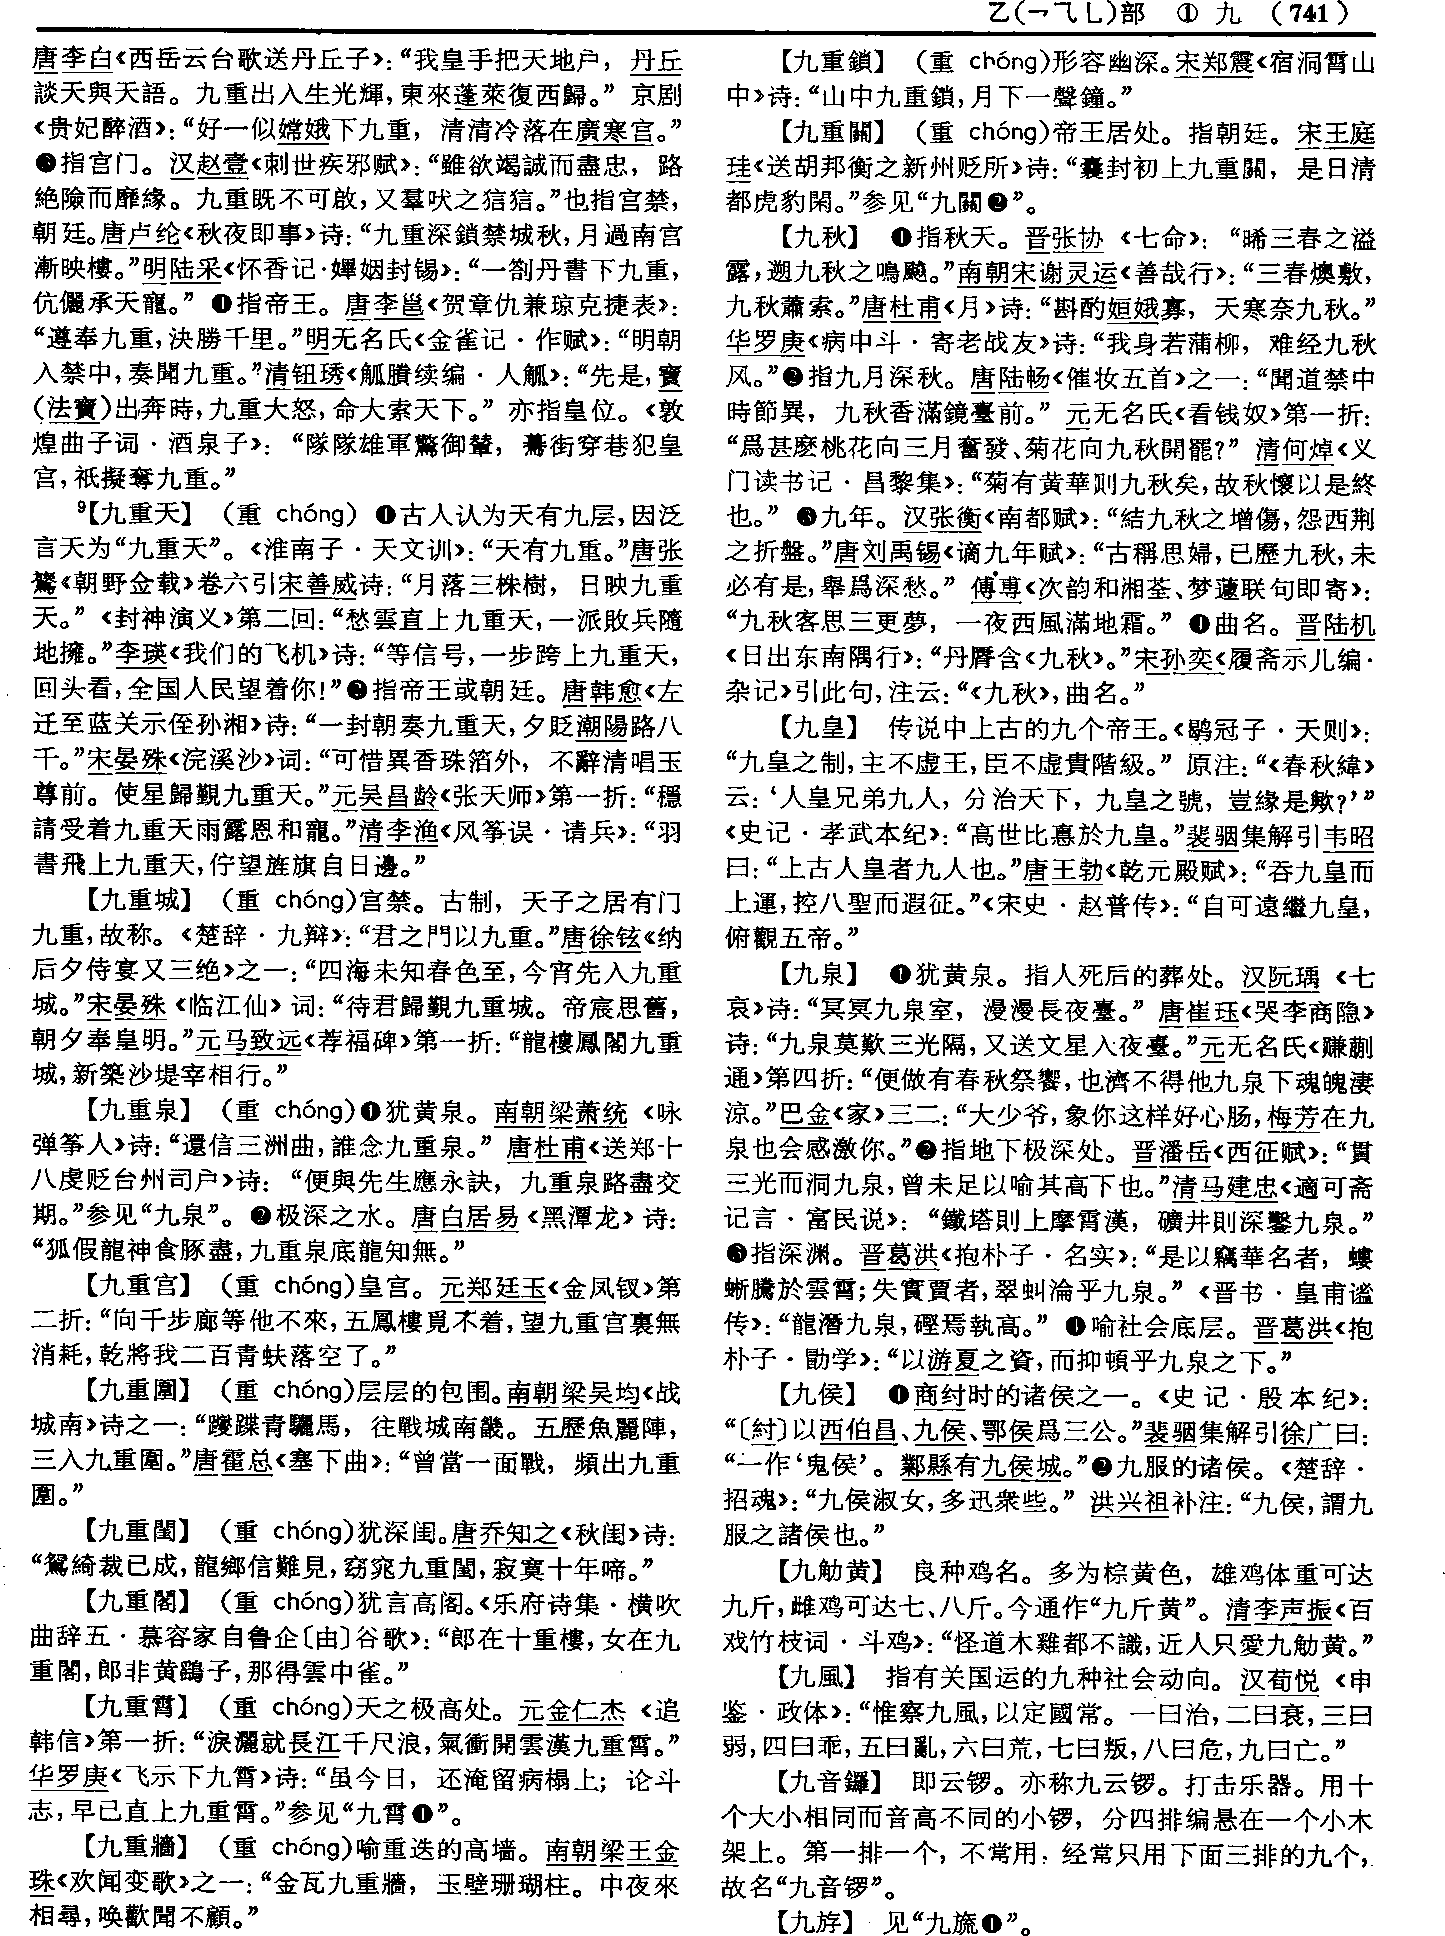 乙(乛⺄乚)部 ① 九 (741)
唐李白《西岳云台歌送丹丘子》：“我皇手把天地户，丹丘
談天與天語。九重出入生光輝，東來蓬萊復西歸。”京剧
《贵妃醉酒》：“好一似嫦娥下九重，清清冷落在廣寒宫。”
❸指宫门。汉赵壹《刺世疾邪赋》：“雖欲竭誠而盡忠，路
絶險而靡緣。九重既不可啟，又羣吠之狺狺。”也指宫禁，
朝廷。唐卢纶《秋夜即事》诗：“九重深鎖禁城秋，月過南宫
漸映樓。”明陆采《怀香记·嬋姻封锡》：“一劄丹書下九重，
伉儷承天寵。”❹指帝王。唐李邕《贺章仇兼琼克捷表》：
“遵奉九重，決勝千里。”明无名氏《金雀记·作赋》：“明朝
入禁中，奏聞九重。”清钮琇《觚賸续编·人觚》：“先是，寶
(法寶)出奔時，九重大怒，命大索天下。”亦指皇位。《敦
煌曲子词·酒泉子》：“隊隊雄軍驚御輦，驀街穿巷犯皇
宫，祇擬奪九重。”
⁹【九重天】(重 chóng)❶古人认为天有九层，因泛
言天为“九重天”。《淮南子·天文训》：“天有九重。”唐张
鷟《朝野佥载》卷六引宋善威诗：“月落三株樹，日映九重
天。”《封神演义》第二回：“愁雲直上九重天，一派敗兵隨
地擁。”李瑛《我们的飞机》诗：“等信号，一步跨上九重天，
回头看，全国人民望着你！”❷指帝王或朝廷。唐韩愈《左
迁至蓝关示侄孙湘》诗：“一封朝奏九重天，夕貶潮陽路八
千。”宋晏殊《浣溪沙》词：“可惜異香珠箔外，不辭清唱玉
尊前。使星歸覲九重天。”元吴昌龄《张天师》第一折：“穩
請受着九重天雨露恩和寵。”清李渔《风筝误·请兵》：“羽
書飛上九重天，佇望旌旗自日邊。”
【九重城】(重 chóng)宫禁。古制，天子之居有门
九重，故称。《楚辞·九辩》：“君之門以九重。”唐徐铉《纳
后夕侍宴又三绝》之一：“四海未知春色至，今宵先入九重
城。”宋晏殊《临江仙》词：“待君歸覲九重城。帝宸思舊，
朝夕奉皇明。”元马致远《荐福碑》第一折：“龍樓鳳閣九重
城，新築沙堤宰相行。”
【九重泉】(重 chóng)❶犹黄泉。南朝梁萧统《咏
弹筝人》诗：“還信三洲曲，誰念九重泉。”唐杜甫《送郑十
八虔贬台州司户》诗：“便與先生應永訣，九重泉路盡交
期。”参见“九泉”。❷极深之水。唐白居易《黑潭龙》诗：
“狐假龍神食豚盡，九重泉底龍知無。”
【九重宫】(重 chóng)皇宫。元郑廷玉《金凤钗》第
二折：“向千步廊等他不來，五鳳樓覓不着，望九重宫裏無
消耗，乾將我二百青蚨落空了。”
【九重圍】(重 chóng)层层的包围。南朝梁吴均《战
城南》诗之一：“躞蹀青驪馬，往戰城南畿。五歷魚麗陣，
三入九重圍。”唐霍总《塞下曲》：“曾當一面戰，頻出九重
圍。”
【九重閨】(重 chóng)犹深闺。唐乔知之《秋闺》诗：
“鴛綺裁已成，龍鄉信難見，窈窕九重閨，寂寞十年啼。”
【九重閣】(重 chóng)犹言高阁。《乐府诗集·横吹
曲辞五·慕容家自鲁企〔由〕谷歌》：“郎在十重樓，女在九
重閣，郎非黄鷂子，那得雲中雀。”
【九重霄】(重 chóng)天之极高处。元金仁杰《追
韩信》第一折：“淚灑就長江千尺浪，氣衝開雲漢九重霄。”
华罗庚《飞示下九霄》诗：“虽今日，还淹留病榻上；论斗
志，早已直上九重霄。”参见“九霄❶”。
【九重牆】(重 chóng)喻重迭的高墙。南朝梁王金
珠《欢闻变歌》之一：“金瓦九重牆，玉壁珊瑚柱。中夜來
相尋，唤歡聞不顧。”
【九重鎖】(重 chóng)形容幽深。宋郑震《宿洞霄山
中》诗：“山中九重鎖，月下一聲鐘。”
【九重關】(重 chóng)帝王居处。指朝廷。宋王庭
珪《送胡邦衡之新州贬所》诗：“囊封初上九重關，是日清
都虎豹閑。”参见“九關❷”。
【九秋】❶指秋天。晋张协《七命》：“晞三春之溢
露，遡九秋之鳴飈。”南朝宋谢灵运《善哉行》：“三春燠敷，
九秋蕭索。”唐杜甫《月》诗：“斟酌姮娥寡，天寒奈九秋。”
华罗庚《病中斗·寄老战友》诗：“我身若蒲柳，难经九秋
风。”❷指九月深秋。唐陆畅《催妆五首》之一：“聞道禁中
時節異，九秋香滿鏡臺前。”元无名氏《看钱奴》第一折：
“爲甚麽桃花向三月奮發、菊花向九秋開罷？”清何焯《义
门读书记·昌黎集》：“菊有黄華則九秋矣，故秋懷以是終
也。”❸九年。汉张衡《南都赋》：“結九秋之增傷，怨西荆
之折盤。”唐刘禹锡《谪九年赋》：“古稱思婦，已歷九秋，未
必有是，舉爲深愁。”傅尃《次韵和湘荃、梦蘧联句即寄》：
“九秋客思三更夢，一夜西風滿地霜。”❹曲名。晋陆机
《日出东南隅行》：“丹脣含《九秋》。”宋孙奕《履斋示儿编·
杂记》引此句，注云：“《九秋》，曲名。”
【九皇】传说中上古的九个帝王。《鹖冠子·天则》：
“九皇之制，主不虚王，臣不虚貴階級。”原注：“《春秋緯》
云：‘人皇兄弟九人，分治天下，九皇之號，豈緣是歟？’”
《史记·孝武本纪》：“高世比惪於九皇。”裴骃集解引韦昭
曰：“上古人皇者九人也。”唐王勃《乾元殿赋》：“吞九皇而
上運，控八聖而遐征。”《宋史·赵普传》：“自可遠繼九皇，
俯觀五帝。”
【九泉】❶犹黄泉。指人死后的葬处。汉阮瑀《七
哀》诗：“冥冥九泉室，漫漫長夜臺。”唐崔珏《哭李商隐》
诗：“九泉莫歎三光隔，又送文星入夜臺。”元无名氏《赚蒯
通》第四折：“便做有春秋祭饗，也濟不得他九泉下魂魄淒
涼。”巴金《家》三二：“大少爷，象你这样好心肠，梅芳在九
泉也会感激你。”❷指地下极深处。晋潘岳《西征赋》：“貫
三光而洞九泉，曾未足以喻其高下也。”清马建忠《適可斋
记言·富民说》：“鐵塔則上摩霄漢，礦井則深鑿九泉。”
❸指深渊。晋葛洪《抱朴子·名实》：“是以竊華名者，螻
蜥騰於雲霄；失實賈者，翠虬淪乎九泉。”《晋书·皇甫谧
传》：“龍潛九泉，硜焉執高。”❹喻社会底层。晋葛洪《抱
朴子·勖学》：“以游夏之資，而抑頓乎九泉之下。”
【九侯】❶商纣时的诸侯之一。《史记·殷本纪》：
“〔紂〕以西伯昌、九侯、鄂侯爲三公。”裴骃集解引徐广曰：
“一作‘鬼侯’。鄴縣有九侯城。”❷九服的诸侯。《楚辞·
招魂》：“九侯淑女，多迅衆些。”洪兴祖补注：“九侯，謂九
服之諸侯也。”
【九觔黄】良种鸡名。多为棕黄色，雄鸡体重可达
九斤，雌鸡可达七、八斤。今通作“九斤黄”。清李声振《百
戏竹枝词·斗鸡》：“怪道木雞都不識，近人只愛九觔黄。”
【九風】指有关国运的九种社会动向。汉荀悦《申
鉴·政体》：“惟察九風，以定國常。一曰治，二曰衰，三曰
弱，四曰乖，五曰亂，六曰荒，七曰叛，八曰危，九曰亡。”
【九音鑼】即云锣。亦称九云锣。打击乐器。用十
个大小相同而音高不同的小锣，分四排编悬在一个小木
架上。第一排一个，不常用；经常只用下面三排的九个，
故名“九音锣”。
【九斿】见“九旒❶”。